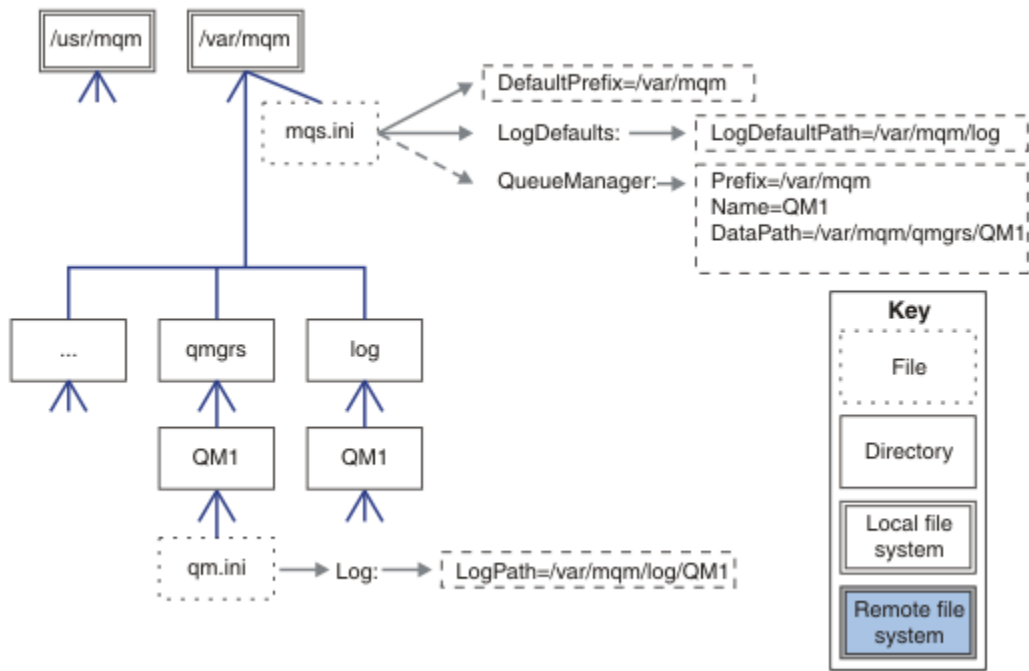 /usr/mqm
/var/mqm
mqs.ini
DefaultPrefix=/var/mqm
LogDefaults:
LogDefaultPath=/var/mqm/log
QueueManager:
Prefix=/var/mqm
Name=QM1
DataPath=/var/mqm/qmgrs/QM1
...
qmgrs
log
QM1
QM1
qm.ini
Log:
LogPath=/var/mqm/log/QM1
Key
File
Directory
Local file
system
Remote file
system